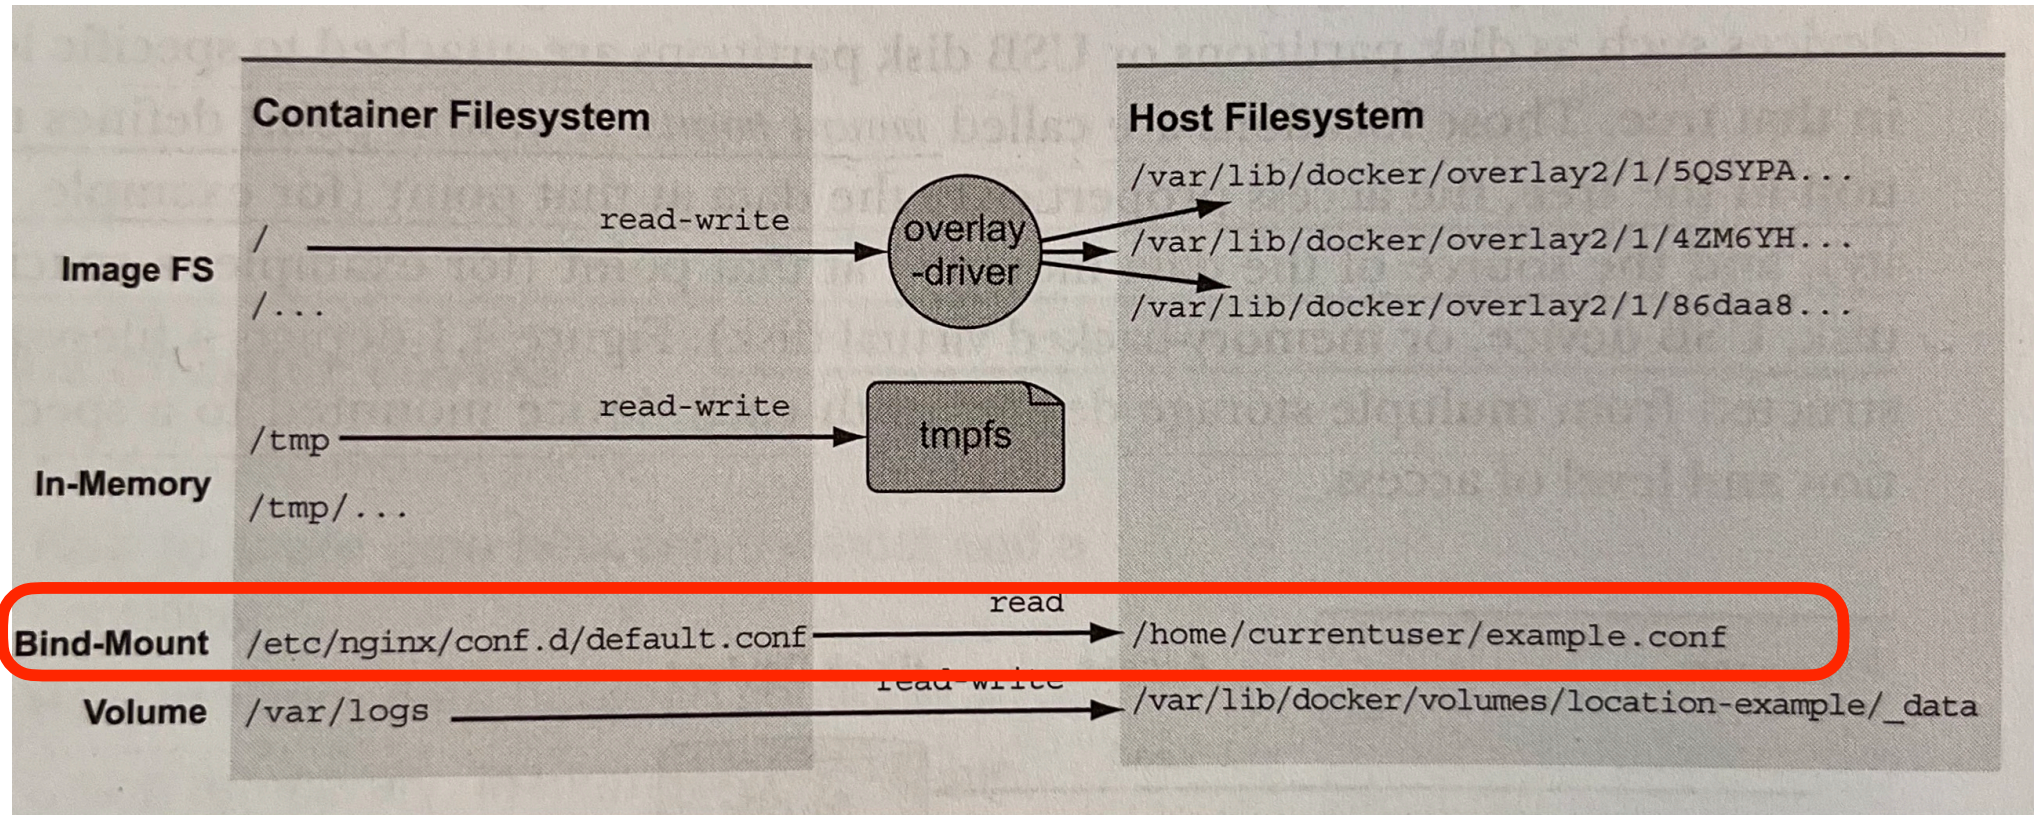 Container Filesystem
Host Filesystem
/var/lib/docker/overlay2/1/5QSYPA...
Image FS
/
read-write
overlay
-driver
/var/lib/docker/overlay2/1/4ZM6YH...
/...
/var/lib/docker/overlay2/1/86daa8...
In-Memory
/tmp
read-write
tmpfs
/tmp/...
Bind-Mount
/etc/nginx/conf.d/default.conf
read
/home/currentuser/example.conf
Volume
/var/logs
read-write
/var/lib/docker/volumes/location-example/_data